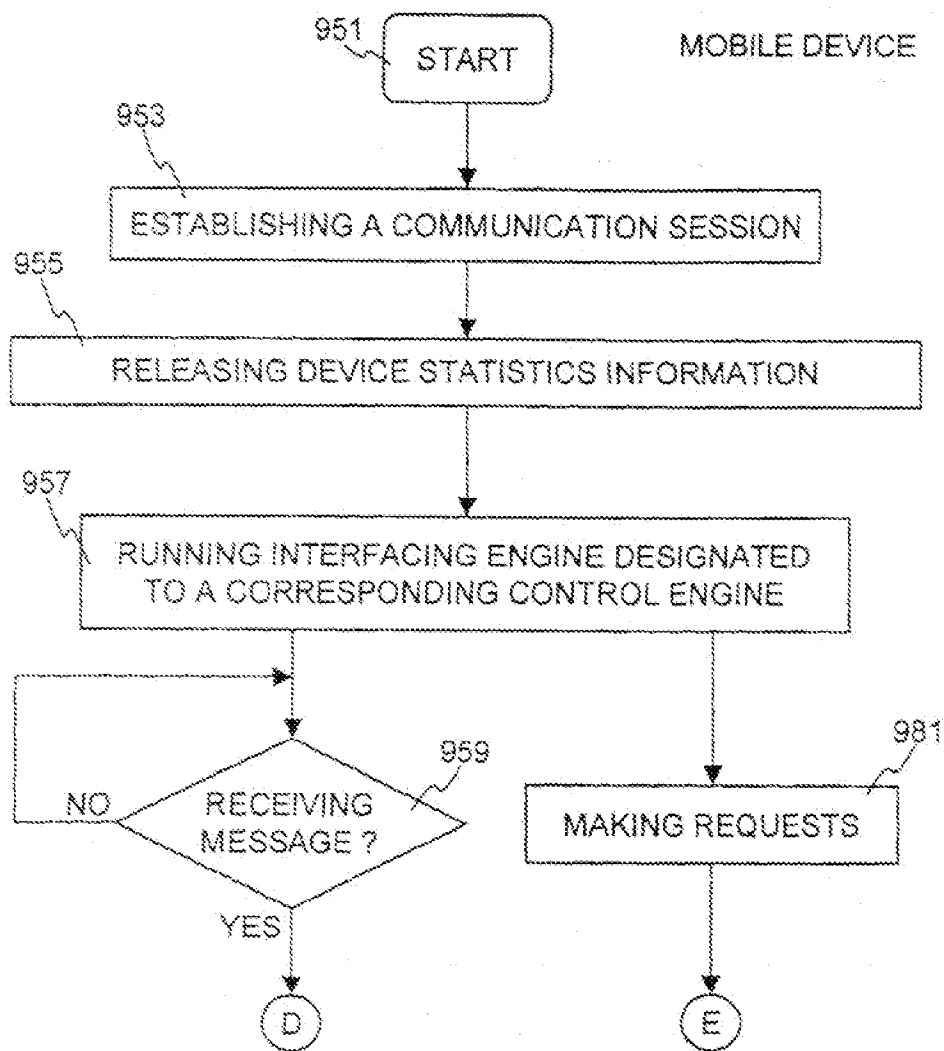 951
START
MOBILE DEVICE
953
ESTABLISHING A COMMUNICATION SESSION
955
RELEASING DEVICE STATISTICS INFORMATION
957
RUNNING INTERFACING ENGINE DESIGNATED
TO A CORRESPONDING CONTROL ENGINE
959
NO
RECEIVING
MESSAGE ?
YES
981
MAKING REQUESTS
D
E